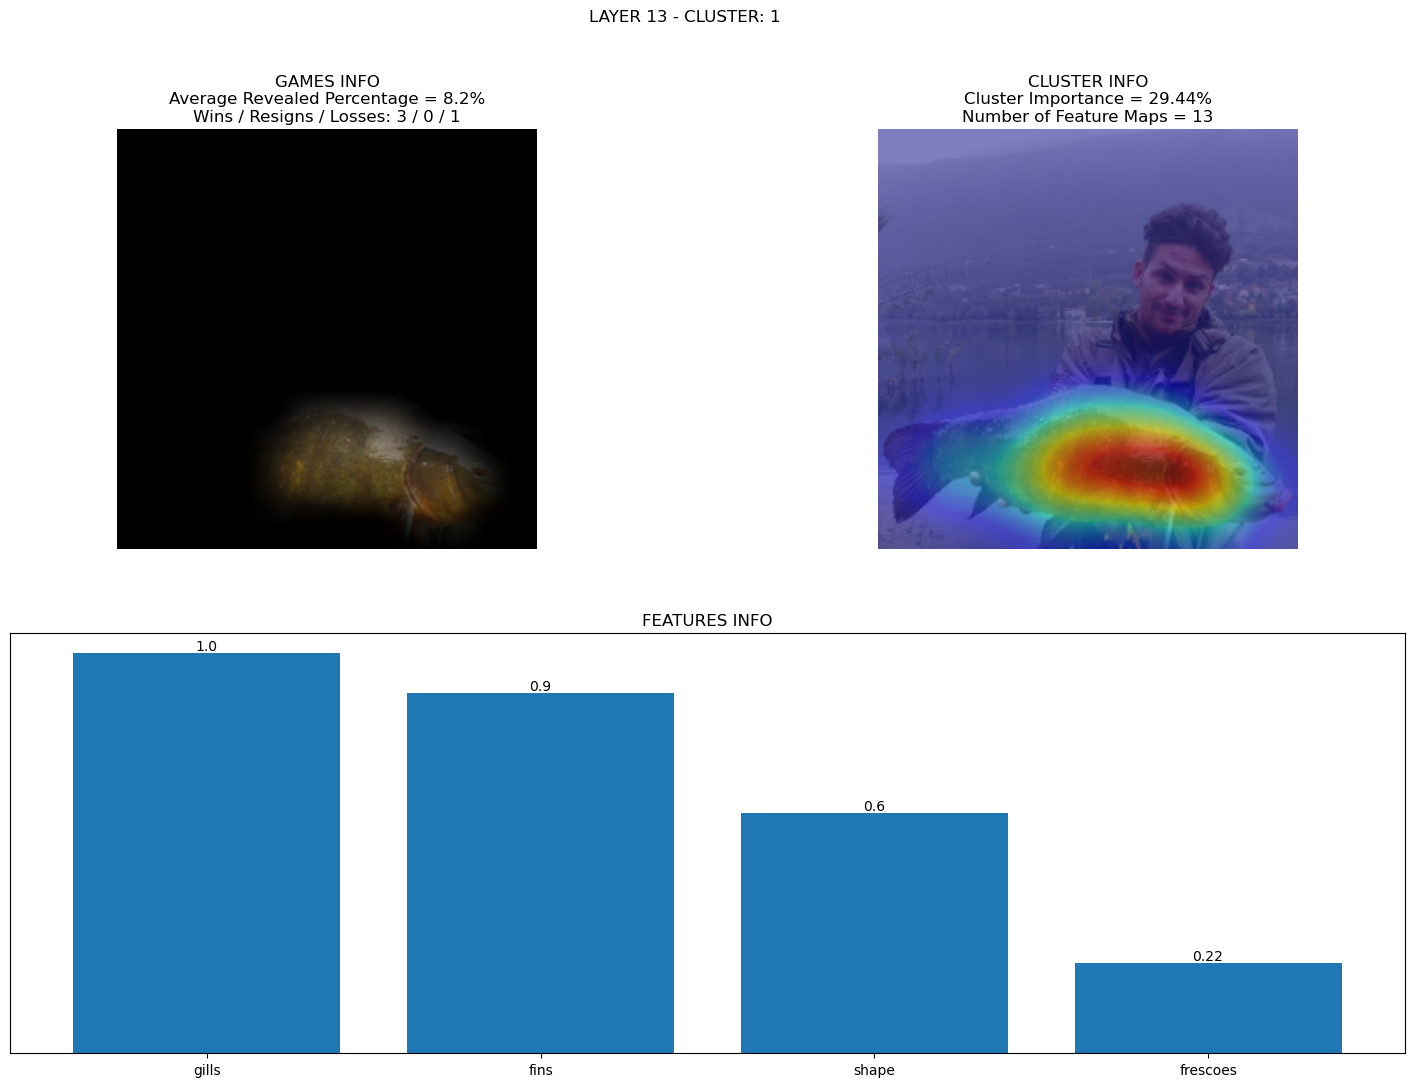 LAYER 13 - CLUSTER: 1
GAMES INFO
Average Revealed Percentage = 8.2%
Wins / Resigns / Losses: 3 / 0 / 1
CLUSTER INFO
Cluster Importance = 29.44%
Number of Feature Maps = 13
FEATURES INFO
1.0
0.9
0.6
0.22
gills
fins
shape
frescoes